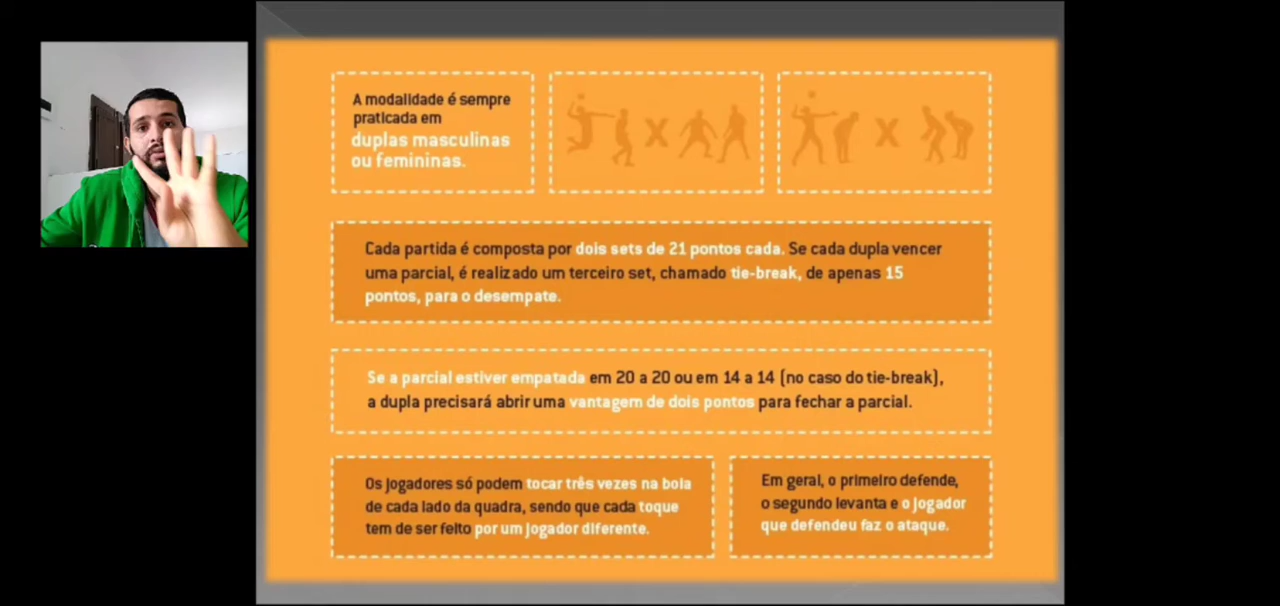 A modalidade é sempre
praticada em
duplas masculinas
ou femininas.
X
X
Cada partida é composta por dois sets de 21 pontos cada. Se cada dupla vencer
uma parcial, é realizado um terceiro set, chamado tie-break, de apenas 15
pontos, para o desempate.
Se a parcial estiver empatada em 20 a 20 ou em 14 a 14 (no caso do tie-break),
a dupla precisará abrir uma vantagem de dois pontos para fechar a parcial.
Os jogadores só podem tocar três vezes na bola
de cada lado da quadra, sendo que cada toque
tem de ser feito por um jogador diferente.
Em geral, o primeiro defende,
o segundo levanta e o jogador
que defendeu faz o ataque.